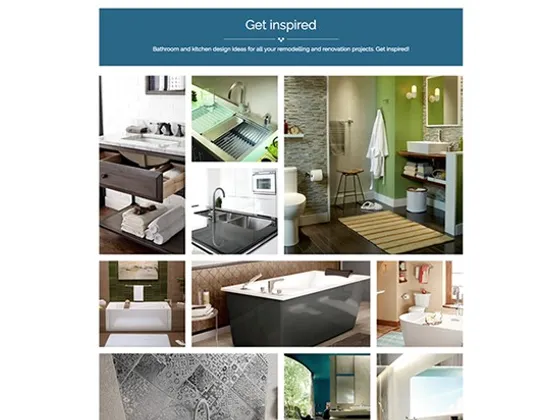 Get inspired
Bathroom and kitchen design ideas for all your remodelling and renovation projects. Get inspired!